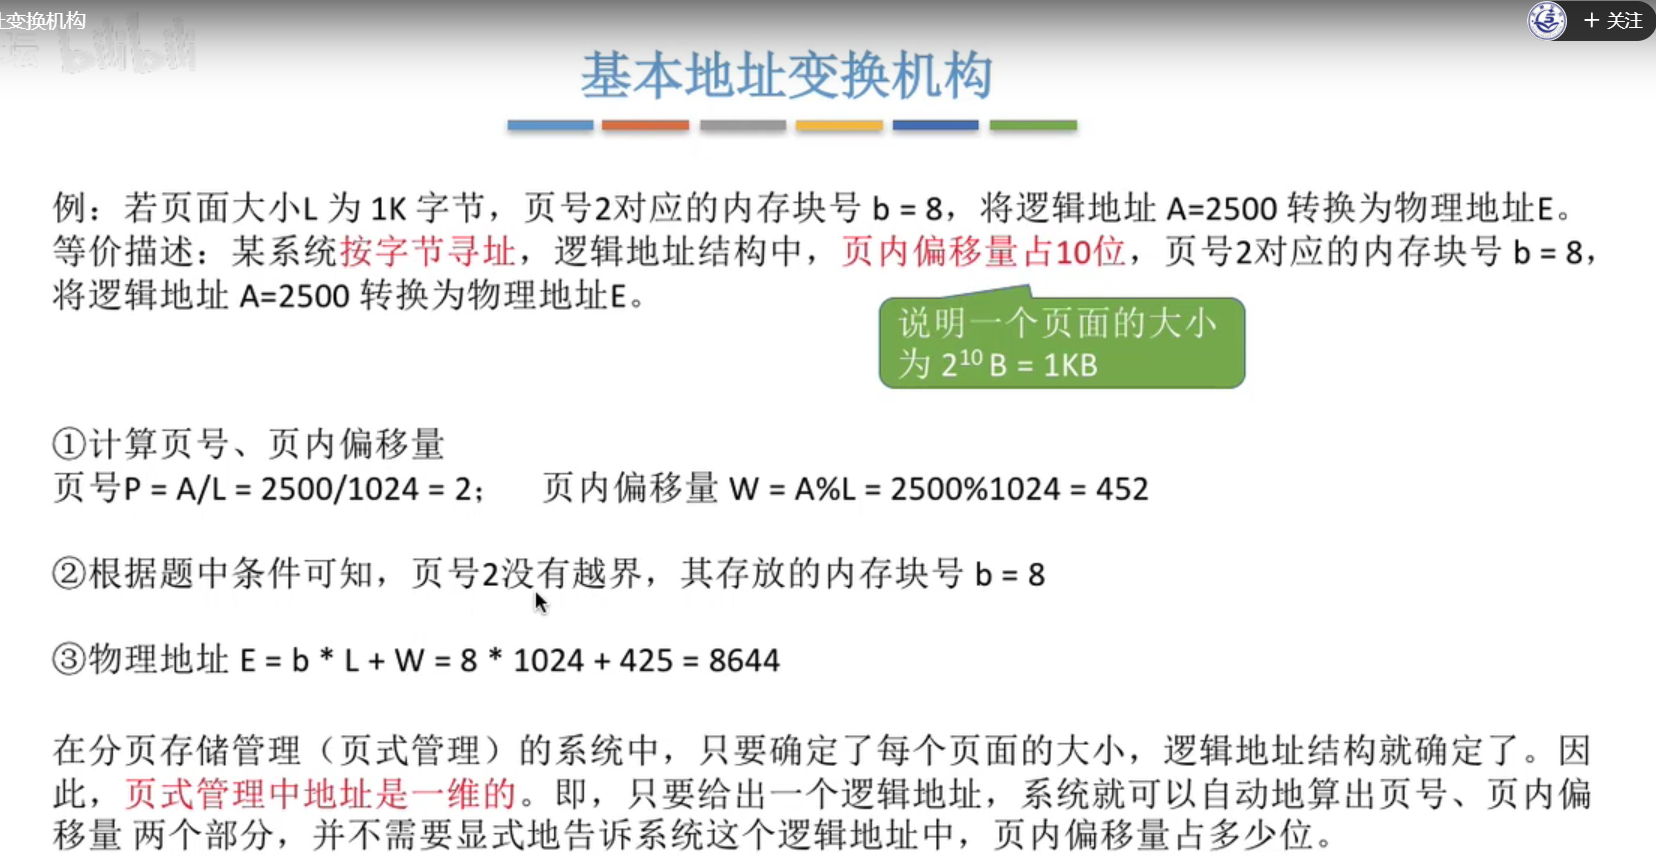 址变换机构
+ 关注
bilibili
基本地址变换机构
例：若页面大小L 为 1K 字节，页号2对应的内存块号 b = 8，将逻辑地址 A=2500 转换为物理地址E。
等价描述：某系统按字节寻址，逻辑地址结构中，页内偏移量占10位，页号2对应的内存块号 b = 8，
将逻辑地址 A=2500 转换为物理地址E。
说明一个页面的大小
为 2¹⁰ B = 1KB
①计算页号、页内偏移量
页号P = A/L = 2500/1024 = 2； 页内偏移量 W = A%L = 2500%1024 = 452
②根据题中条件可知，页号2没有越界，其存放的内存块号 b = 8
③物理地址 E = b * L + W = 8 * 1024 + 425 = 8644
在分页存储管理（页式管理）的系统中，只要确定了每个页面的大小，逻辑地址结构就确定了。因
此，页式管理中地址是一维的。即，只要给出一个逻辑地址，系统就可以自动地算出页号、页内偏
移量 两个部分，并不需要显式地告诉系统这个逻辑地址中，页内偏移量占多少位。